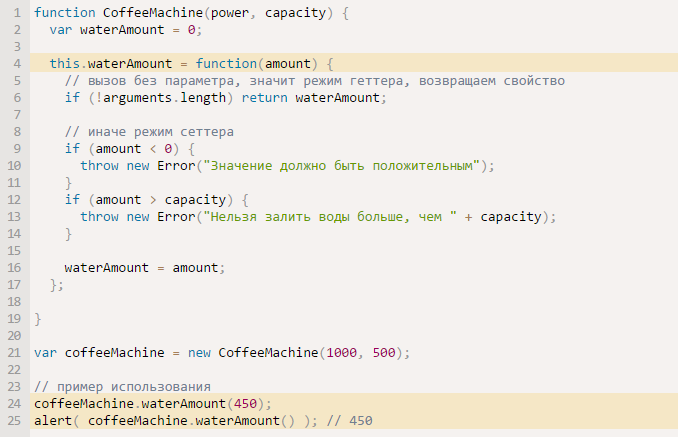 1 function CoffeeMachine(power, capacity) {
2   var waterAmount = 0;
3
4   this.waterAmount = function(amount) {
5     // вызов без параметра, значит режим геттера, возвращаем свойство
6     if (!arguments.length) return waterAmount;
7
8     // иначе режим сеттера
9     if (amount < 0) {
10       throw new Error("Значение должно быть положительным");
11     }
12     if (amount > capacity) {
13       throw new Error("Нельзя залить воды больше, чем " + capacity);
14     }
15
16     waterAmount = amount;
17   };
18
19 }
20
21 var coffeeMachine = new CoffeeMachine(1000, 500);
22
23 // пример использования
24 coffeeMachine.waterAmount(450);
25 alert( coffeeMachine.waterAmount() ); // 450